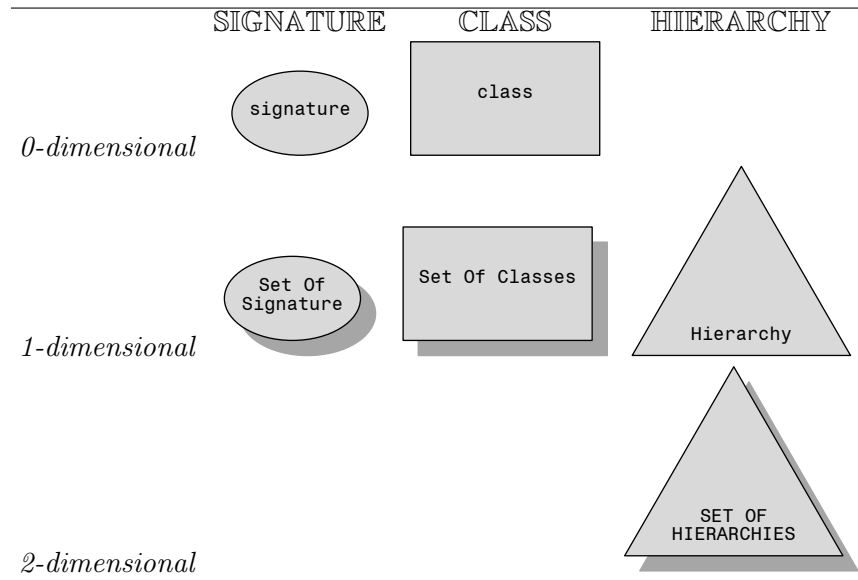 SIGNATURE CLASS HIERARCHY
signature
class
0-dimensional
Set Of
Signature
Set Of Classes
Hierarchy
1-dimensional
SET OF
HIERARCHIES
2-dimensional